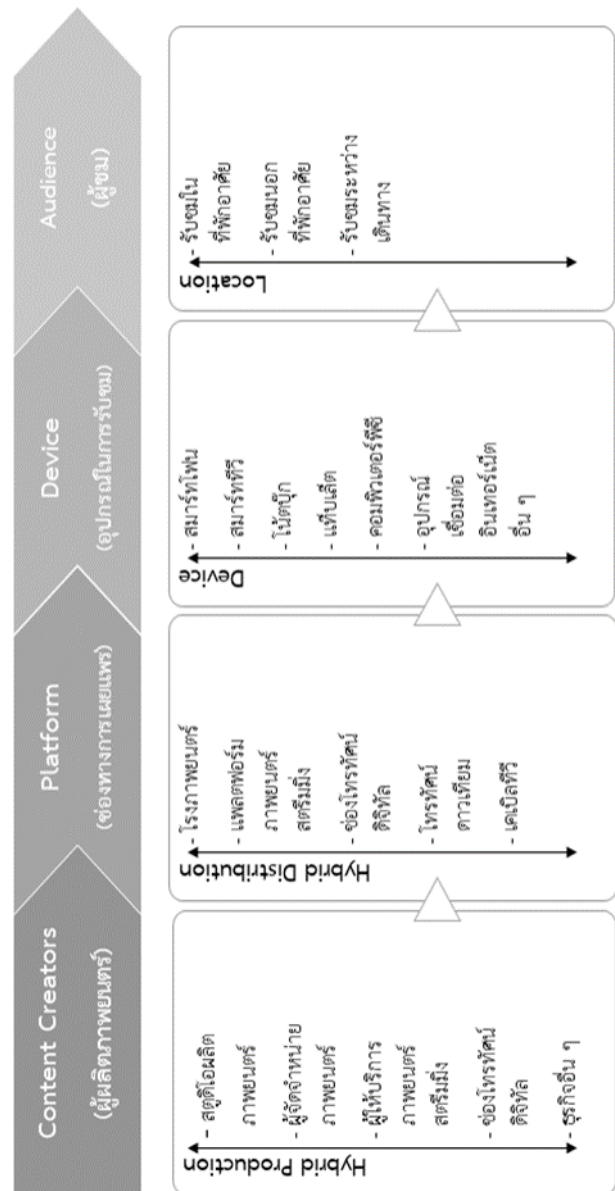 Content Creators
(ผู้ผลิตภาพยนตร์)
Platform
(ช่องทางการเผยแพร่)
Device
(อุปกรณ์ในการรับชม)
Audience
(ผู้ชม)
Hybrid Production
- สตูดิโอผลิต
ภาพยนตร์
- ผู้จัดจำหน่าย
ภาพยนตร์
- ผู้ให้บริการ
ภาพยนตร์
สตรีมมิ่ง
- ช่องโทรทัศน์
ดิจิทัล
- ธุรกิจอื่น ๆ
Hybrid Distribution
- โรงภาพยนตร์
- แพลตฟอร์ม
ภาพยนตร์
สตรีมมิ่ง
- ช่องโทรทัศน์
ดิจิทัล
- โทรทัศน์
ดาวเทียม
- เคเบิลทีวี
Device
- สมาร์ทโฟน
- สมาร์ททีวี
- โน้ตบุ๊ก
- แท็บเล็ต
- คอมพิวเตอร์พีซี
- อุปกรณ์
เชื่อมต่อ
อินเทอร์เน็ต
อื่น ๆ
Location
- รับชมใน
ที่พักอาศัย
- รับชมนอก
ที่พักอาศัย
- รับชมระหว่าง
เดินทาง